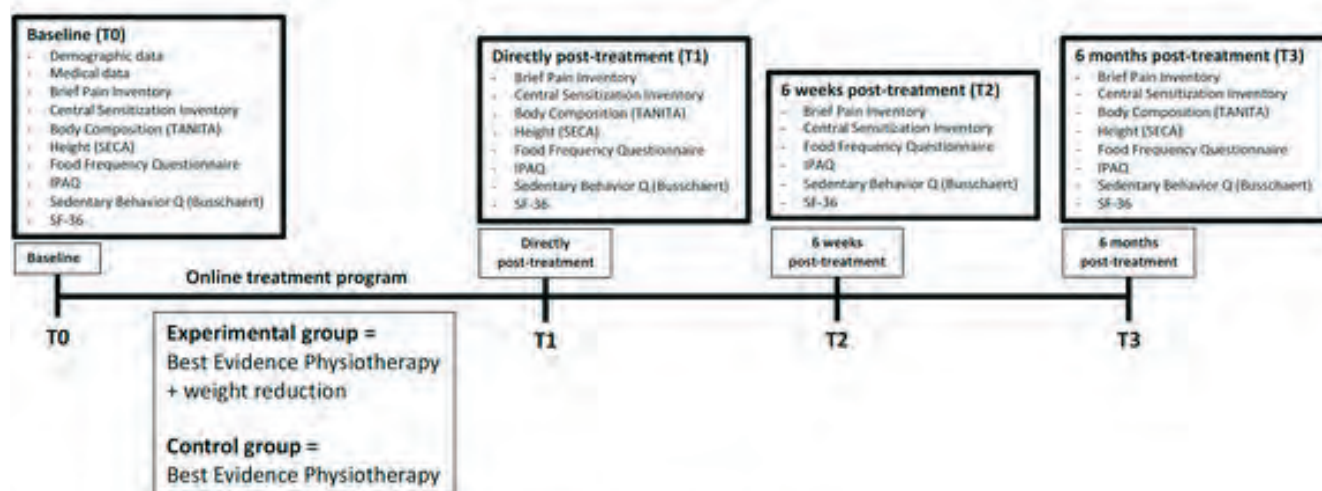 Baseline (T0)
- Demographic data
- Medical data
- Brief Pain Inventory
- Central Sensitization Inventory
- Body Composition (TANITA)
- Height (SECA)
- Food Frequency Questionnaire
- IPAQ
- Sedentary Behavior Q (Busschaert)
- SF-36
Directly post-treatment (T1)
- Brief Pain Inventory
- Central Sensitization Inventory
- Body Composition (TANITA)
- Height (SECA)
- Food Frequency Questionnaire
- IPAQ
- Sedentary Behavior Q (Busschaert)
- SF-36
6 weeks post-treatment (T2)
- Brief Pain Inventory
- Central Sensitization Inventory
- Food Frequency Questionnaire
- IPAQ
- Sedentary Behavior Q (Busschaert)
- SF-36
6 months post-treatment (T3)
- Brief Pain Inventory
- Central Sensitization Inventory
- Body Composition (TANITA)
- Height (SECA)
- Food Frequency Questionnaire
- IPAQ
- Sedentary Behavior Q (Busschaert)
- SF-36
Baseline
Directly
post-treatment
6 weeks
post-treatment
6 months
post-treatment
Online treatment program
T0
T1
T2
T3
Experimental group =
Best Evidence Physiotherapy
+ weight reduction
Control group =
Best Evidence Physiotherapy